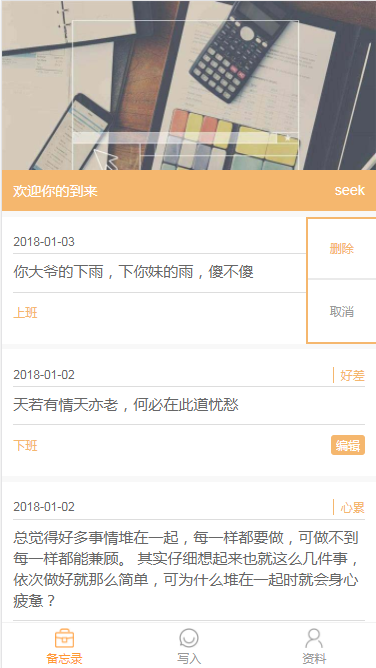 欢迎你的到来 seek
2018-01-03
你大爷的下雨，下你妹的雨，傻不傻
上班
删除
取消
2018-01-02 好差
天若有情天亦老，何必在此道忧愁
下班 编辑
2018-01-02 心累
总觉得好多事情堆在一起，每一样都要做，可做不到
每一样都能兼顾。 其实仔细想起来也就这么几件事，
依次做好就那么简单，可为什么堆在一起时就会身心
疲惫？
备忘录 写入 资料